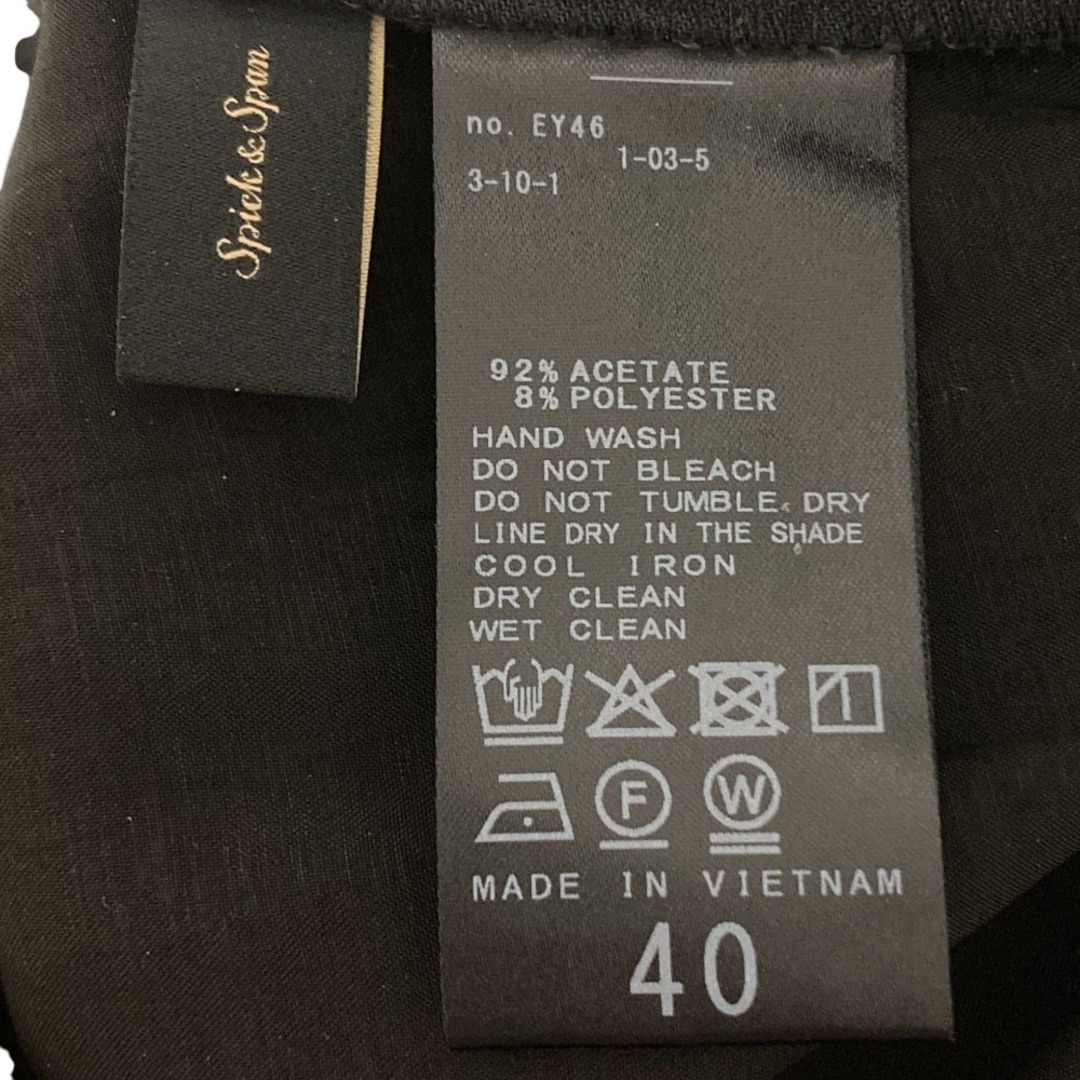 Spick & Span
no. EY46
1-03-5
3-10-1
92% ACETATE
8% POLYESTER
HAND WASH
DO NOT BLEACH
DO NOT TUMBLE DRY
LINE DRY IN THE SHADE
COOL IRON
DRY CLEAN
WET CLEAN
F W
MADE IN VIETNAM
40